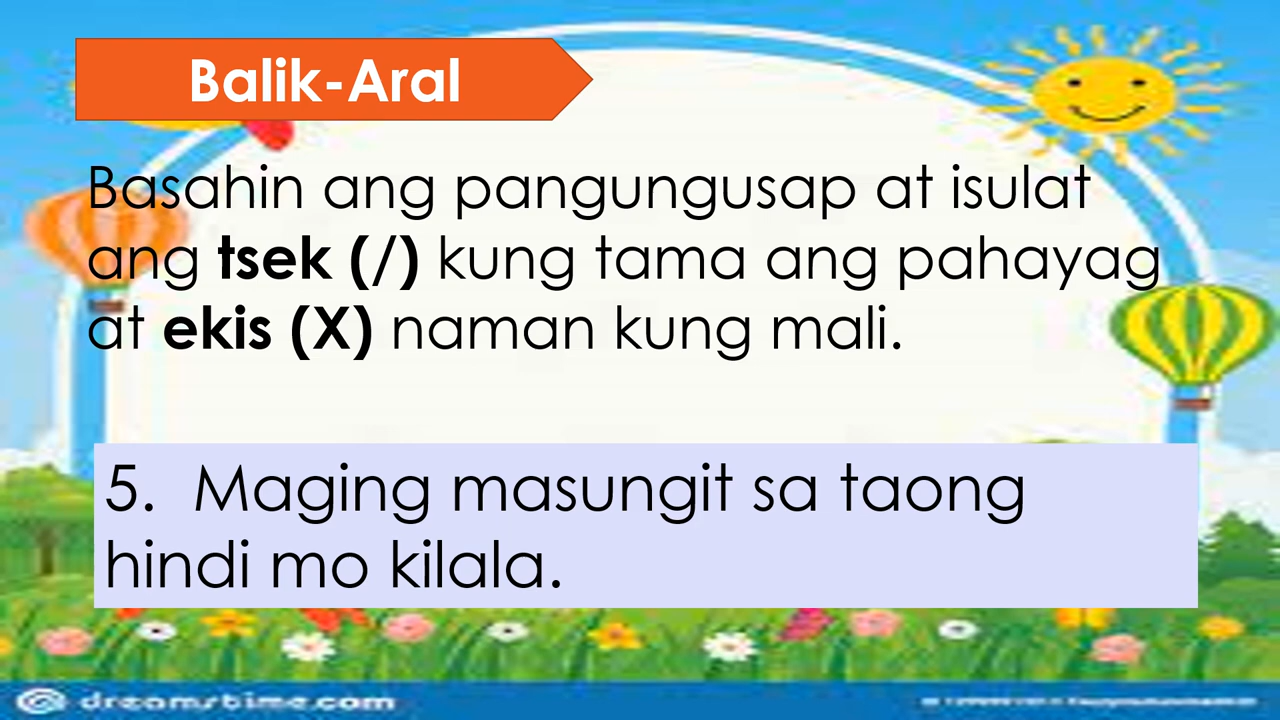 Balik-Aral
Basahin ang pangungusap at isulat
ang tsek (/) kung tama ang pahayag
at ekis (X) naman kung mali.
5.  Maging masungit sa taong
hindi mo kilala.
dreamstime.com